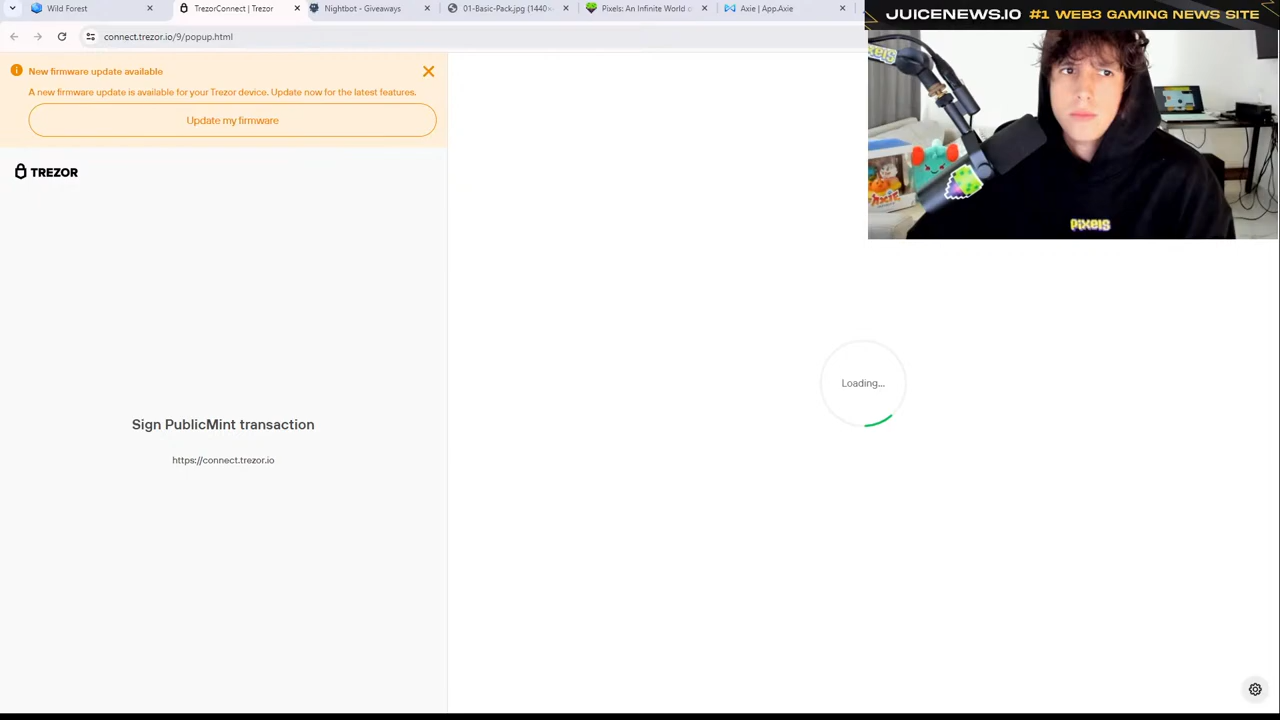 Wild Forest
TrezorConnect | Trezor
Nightbot - Giveaways
01-Basic-Pack.jpg (1440×
Pixels: An Infinite World o
Axie | App.Axie
JUICENEWS.IO #1 WEB3 GAMING NEWS SITE
connect.trezor.io/9/popup.html
New firmware update available
A new firmware update is available for your Trezor device. Update now for the latest features.
Update my firmware
TREZOR
Sign PublicMint transaction
https://connect.trezor.io
Loading...
pixels
AXIE
pixels